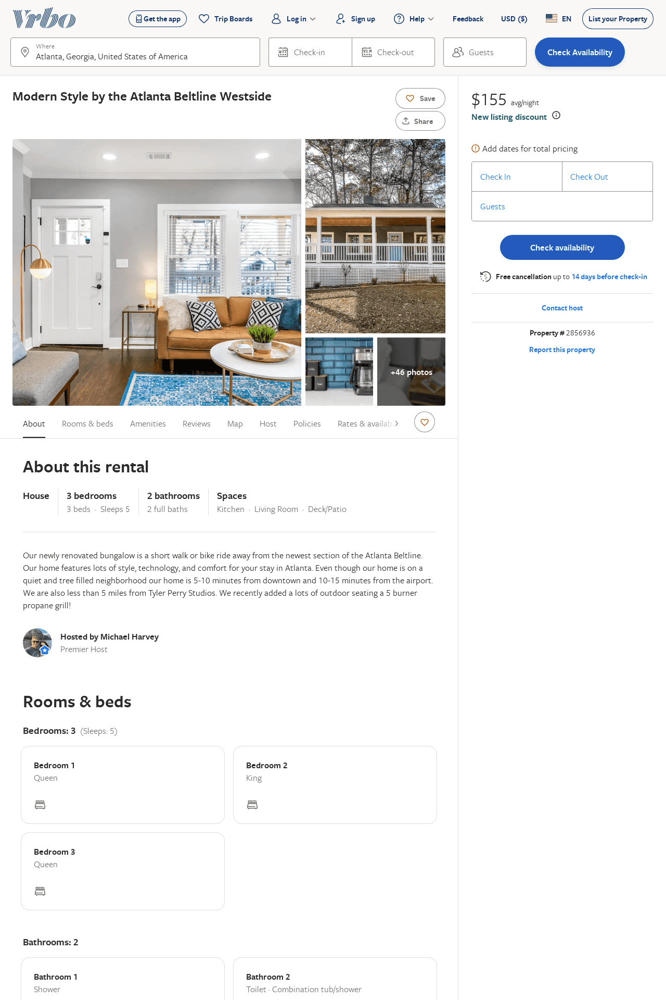 Vrbo
Get the app
Trip Boards
Log in
Sign up
Help
Feedback
USD ($)
EN
List your Property
Where
Atlanta, Georgia, United States of America
Check-in
Check-out
Guests
Check Availability
Modern Style by the Atlanta Beltline Westside
Save
Share
+46 photos
$155 avg/night
New listing discount
Add dates for total pricing
Check In
Check Out
Guests
Check availability
Free cancellation up to 14 days before check-in
Contact host
Property # 2856936
Report this property
About
Rooms & beds
Amenities
Reviews
Map
Host
Policies
Rates & availab
About this rental
House
3 bedrooms
3 beds · Sleeps 5
2 bathrooms
2 full baths
Spaces
Kitchen · Living Room · Deck/Patio
Our newly renovated bungalow is a short walk or bike ride away from the newest section of the Atlanta Beltline.
Our home features lots of style, technology, and comfort for your stay in Atlanta. Even though our home is on a
quiet and tree filled neighborhood our home is 5-10 minutes from downtown and 10-15 minutes from the airport.
We are also less than 5 miles from Tyler Perry Studios. We recently added a lots of outdoor seating a 5 burner
propane grill!
Hosted by Michael Harvey
Premier Host
Rooms & beds
Bedrooms: 3 (Sleeps: 5)
Bedroom 1
Queen
Bedroom 2
King
Bedroom 3
Queen
Bathrooms: 2
Bathroom 1
Shower
Bathroom 2
Toilet · Combination tub/shower